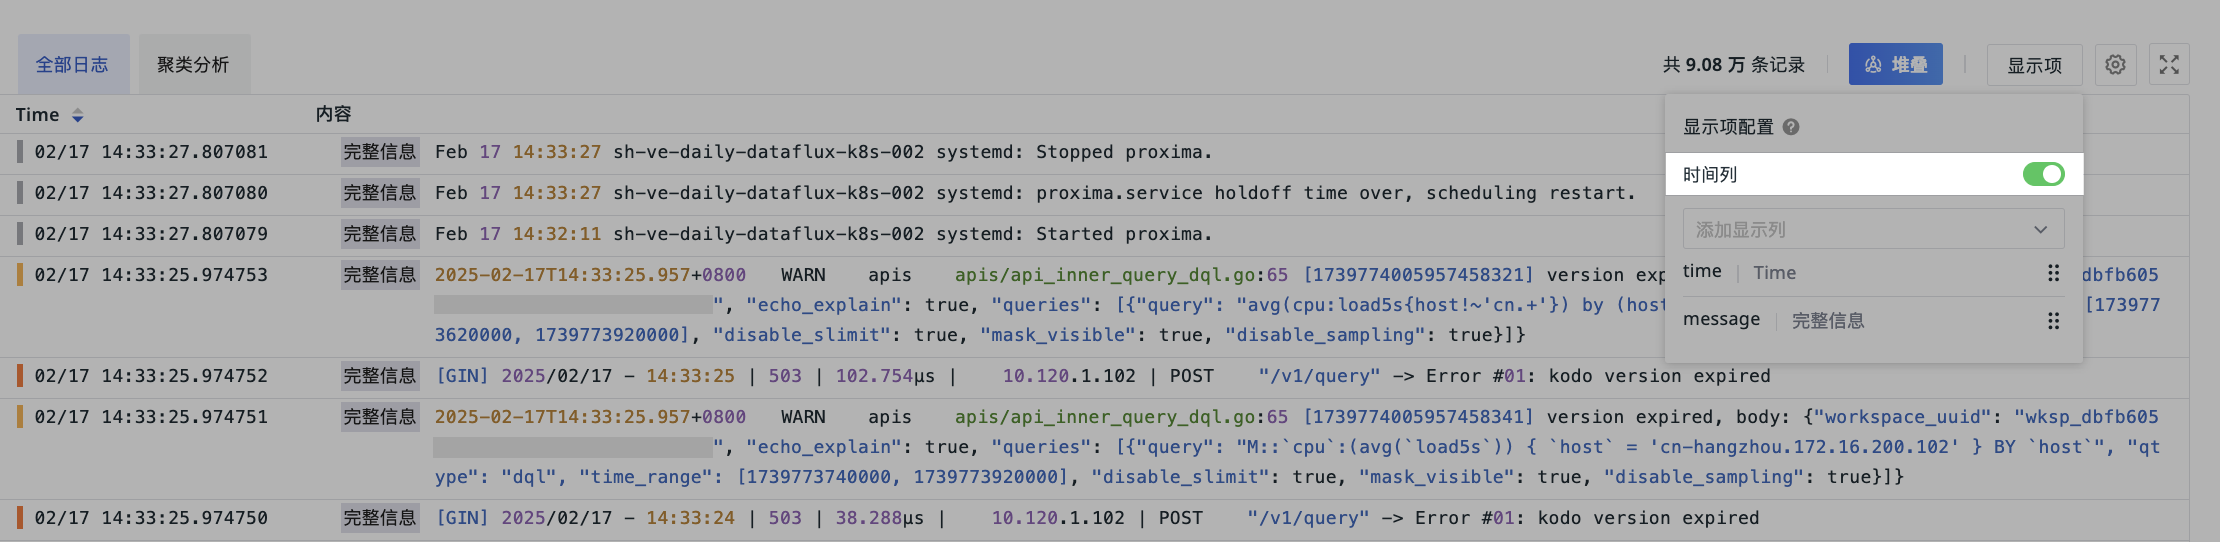 全部日志 聚类分析 共 9.08 万 条记录 堆叠 显示项
Time 内容
02/17 14:33:27.807081 完整信息 Feb 17 14:33:27 sh-ve-daily-dataflux-k8s-002 systemd: Stopped proxima.
02/17 14:33:27.807080 完整信息 Feb 17 14:33:27 sh-ve-daily-dataflux-k8s-002 systemd: proxima.service holdoff time over, scheduling restart.
02/17 14:33:27.807079 完整信息 Feb 17 14:32:11 sh-ve-daily-dataflux-k8s-002 systemd: Started proxima.
02/17 14:33:25.974753 完整信息 2025-02-17T14:33:25.957+0800 WARN apis apis/api_inner_query_dql.go:65 [1739774005957458321] version exp dbfb605
", "echo_explain": true, "queries": [{"query": "avg(cpu:load5s{host!~'cn.+'}) by (host [173977
3620000, 1739773920000], "disable_slimit": true, "mask_visible": true, "disable_sampling": true}]}
02/17 14:33:25.974752 完整信息 [GIN] 2025/02/17 - 14:33:25 | 503 | 102.754µs | 10.120.1.102 | POST "/v1/query" -> Error #01: kodo version expired
02/17 14:33:25.974751 完整信息 2025-02-17T14:33:25.957+0800 WARN apis apis/api_inner_query_dql.go:65 [1739774005957458341] version expired, body: {"workspace_uuid": "wksp_dbfb605
", "echo_explain": true, "queries": [{"query": "M::`cpu`:(avg(`load5s`)) { `host` = 'cn-hangzhou.172.16.200.102' } BY `host`", "qt
ype": "dql", "time_range": [1739773740000, 1739773920000], "disable_slimit": true, "mask_visible": true, "disable_sampling": true}]}
02/17 14:33:25.974750 完整信息 [GIN] 2025/02/17 - 14:33:24 | 503 | 38.288µs | 10.120.1.102 | POST "/v1/query" -> Error #01: kodo version expired
显示项配置 ?
时间列
添加显示列
time | Time
message | 完整信息